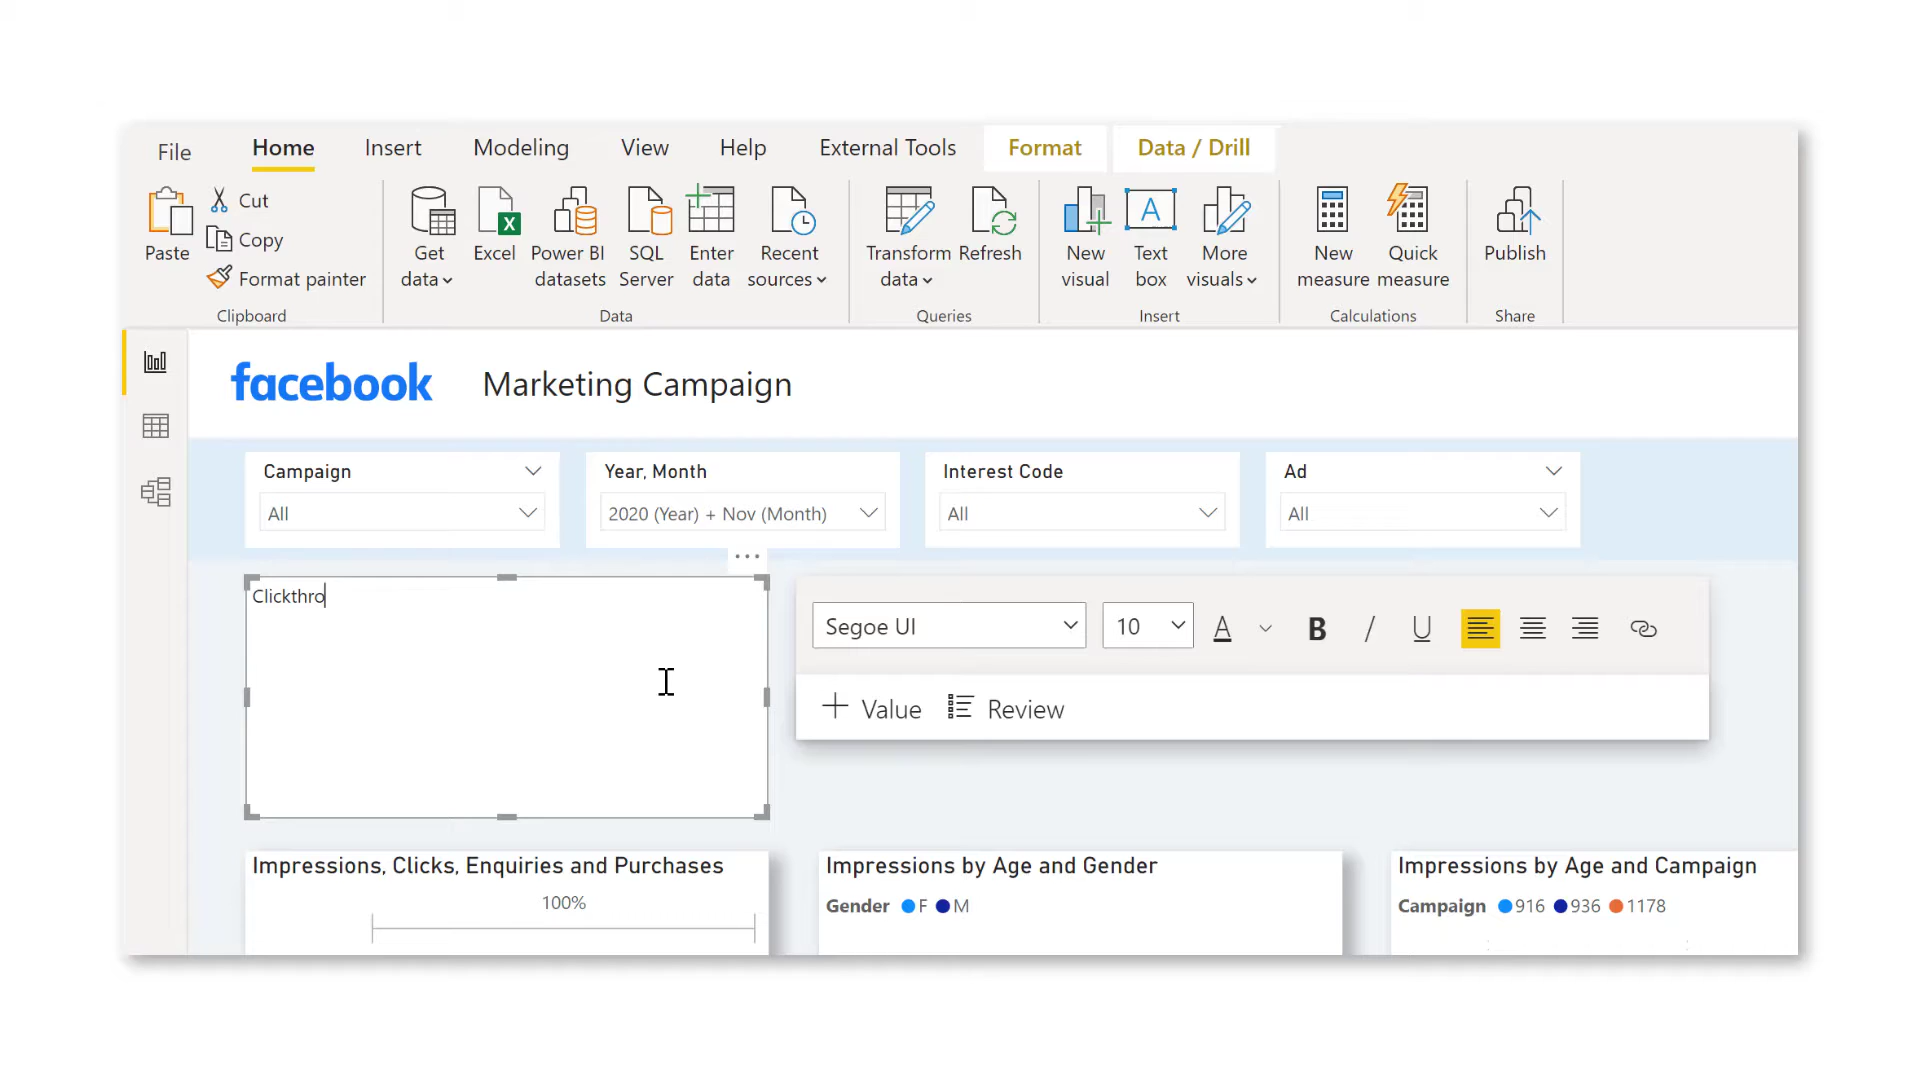 File Home Insert Modeling View Help External Tools Format Data / Drill
Paste
Cut
Copy
Format painter
Clipboard
Get data
Excel
Power BI datasets
SQL Server
Enter data
Recent sources
Data
Transform data
Refresh
Queries
New visual
A
Text box
More visuals
Insert
New measure
Quick measure
Calculations
Publish
Share
facebook Marketing Campaign
Campaign
All
Year, Month
2020 (Year) + Nov (Month)
Interest Code
All
Ad
All
Clickthro
Segoe UI 10 A B / U
Value Review
Impressions, Clicks, Enquiries and Purchases
100%
Impressions by Age and Gender
Gender F M
Impressions by Age and Campaign
Campaign 916 936 1178